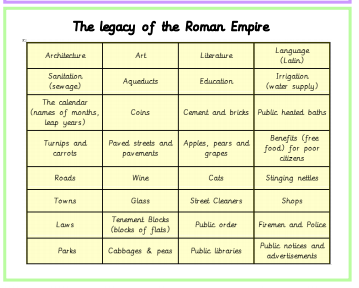 The legacy of the Roman Empire
Architecture Art Literature Language
(Latin)
Sanitation
(sewage) Aqueducts Education Irrigation
(water supply)
The calendar
(names of months,
leap years) Coins Cement and bricks Public heated baths
Turnips and
carrots Paved streets and
pavements Apples, pears and
grapes Benefits (free
food) for poor
citizens
Roads Wine Cats Stinging nettles
Towns Glass Street Cleaners Shops
Laws Tenement Blocks
(blocks of flats) Public order Firemen and Police
Parks Cabbages & peas Public libraries Public notices and
advertisements